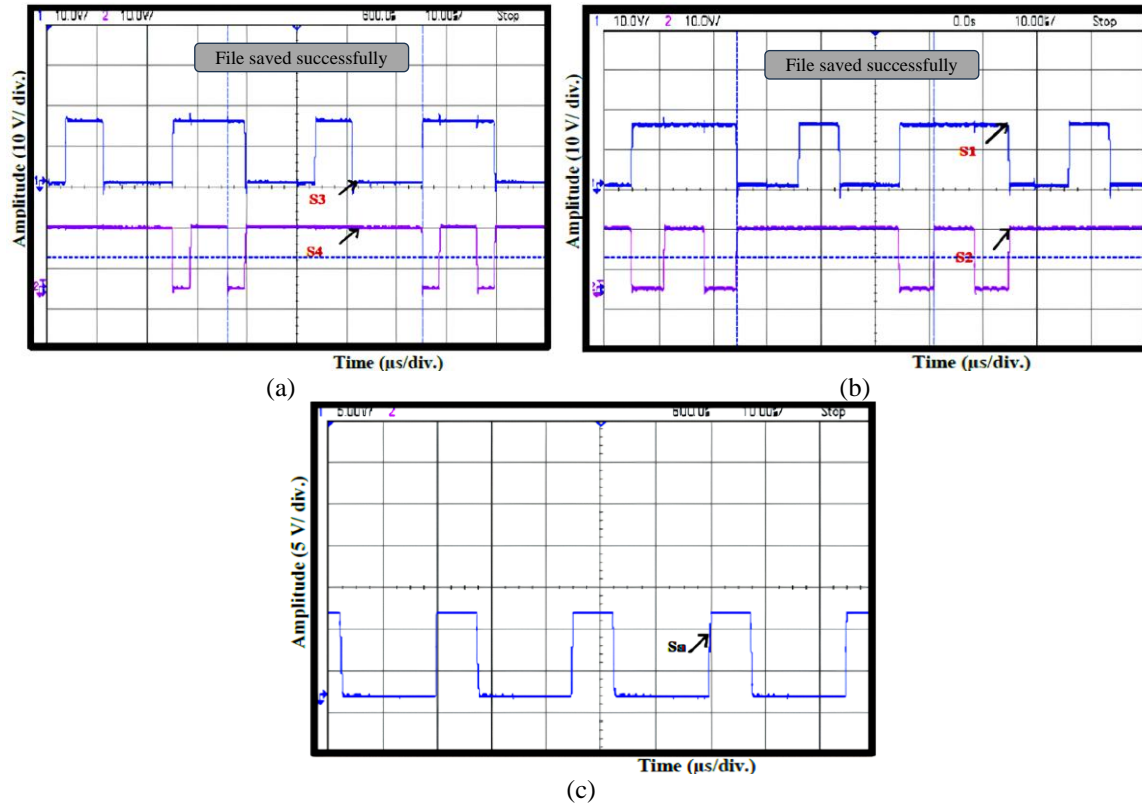 1 10.0V/ 2 10.0V/ 600.0s 10.00s/ Stop
File saved successfully
Amplitude (10 V/ div.)
S3
S4
Time (µs/div.)
(a)
1 10.0V/ 2 10.0V/ 0.0s 10.00s/ Stop
File saved successfully
Amplitude (10 V/ div.)
S1
S2
Time (µs/div.)
(b)
1 5.00V/ 2 600.0s 10.00s/ Stop
Amplitude (5 V/ div.)
Sa
Time (µs/div.)
(c)